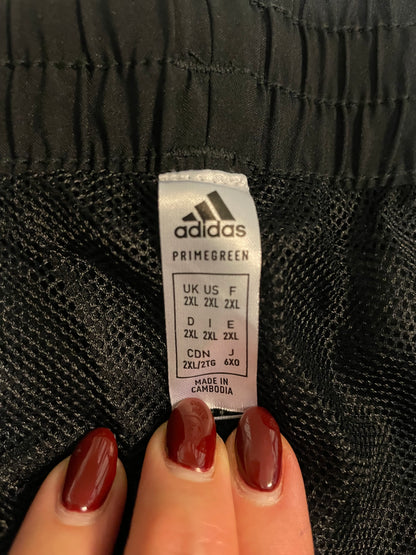 adidas
PRIMEGREEN
UK US F
2XL 2XL 2XL
D I E
2XL 2XL 2XL
CDN J
2XL/2TG 6XO
MADE IN
CAMBODIA